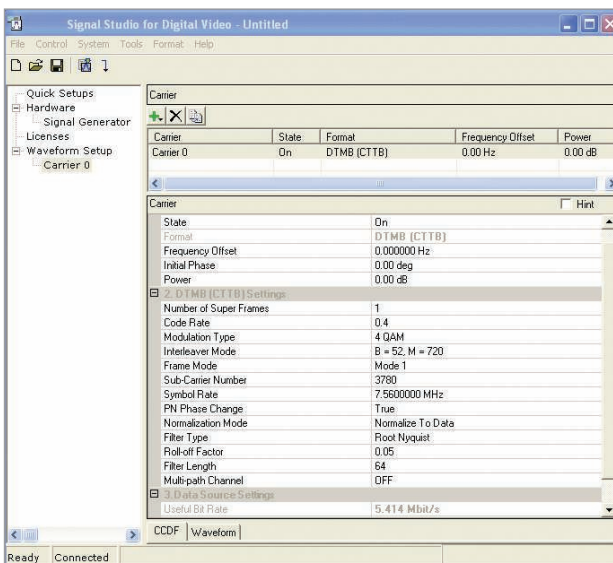 Signal Studio for Digital Video - Untitled
File Control System Tools Format Help
Quick Setups
Hardware
Signal Generator
Licenses
Waveform Setup
Carrier 0
Carrier
Carrier State Format Frequency Offset Power
Carrier 0 On DTMB (CTTB) 0.00 Hz 0.00 dB
Carrier Hint
State On
Format DTMB (CTTB)
Frequency Offset 0.000000 Hz
Initial Phase 0.00 deg
Power 0.00 dB
2. DTMB (CTTB) Settings
Number of Super Frames 1
Code Rate 0.4
Modulation Type 4 QAM
Interleaver Mode B = 52, M = 720
Frame Mode Mode 1
Sub-Carrier Number 3780
Symbol Rate 7.5600000 MHz
PN Phase Change True
Normalization Mode Normalize To Data
Filter Type Root Nyquist
Roll-off Factor 0.05
Filter Length 64
Multi-path Channel OFF
3.Data Source Settings
Useful Bit Rate 5.414 Mbit/s
CCDF Waveform
Ready Connected